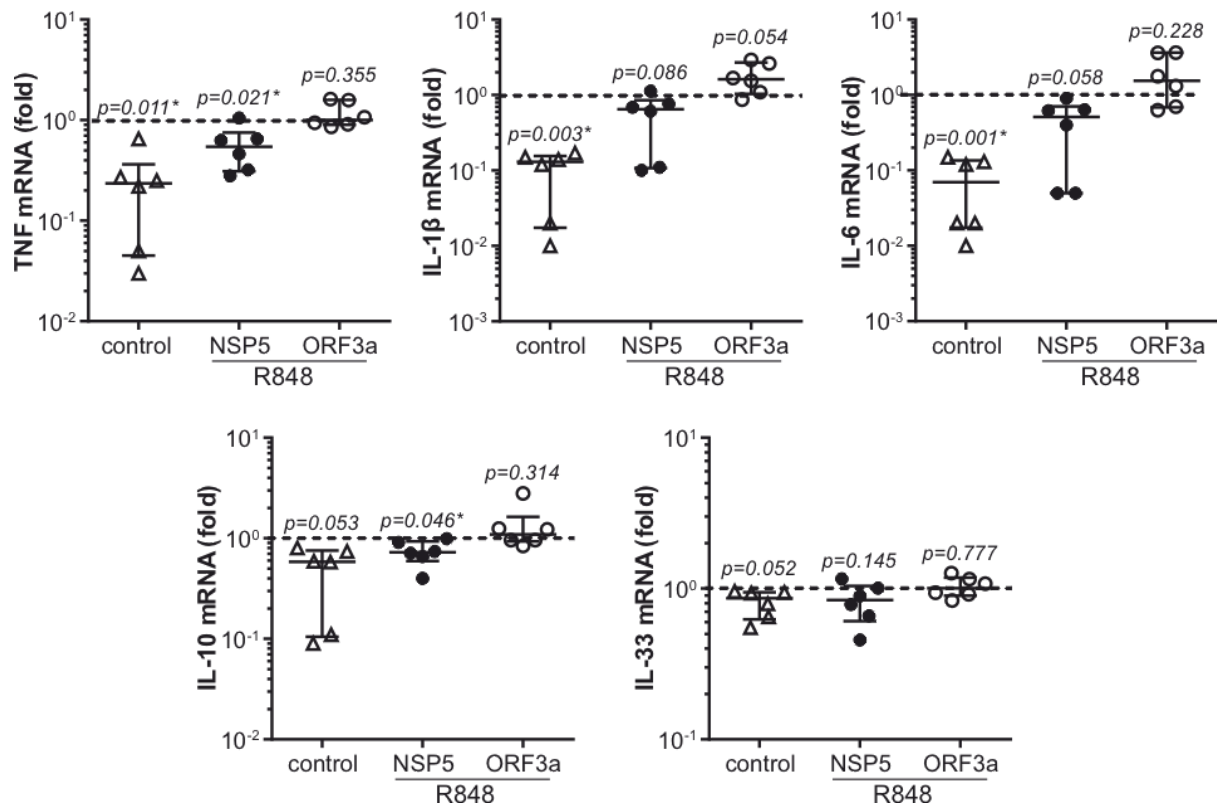 TNF mRNA (fold)
10¹
10⁰
10⁻¹
10⁻²
p=0.011*
p=0.021*
p=0.355
control
NSP5
ORF3a
R848
IL-1β mRNA (fold)
10¹
10⁰
10⁻¹
10⁻²
10⁻³
p=0.003*
p=0.086
p=0.054
control
NSP5
ORF3a
R848
IL-6 mRNA (fold)
10¹
10⁰
10⁻¹
10⁻²
10⁻³
p=0.001*
p=0.058
p=0.228
control
NSP5
ORF3a
R848
IL-10 mRNA (fold)
10¹
10⁰
10⁻¹
10⁻²
p=0.053
p=0.046*
p=0.314
control
NSP5
ORF3a
R848
IL-33 mRNA (fold)
10¹
10⁰
10⁻¹
p=0.052
p=0.145
p=0.777
control
NSP5
ORF3a
R848